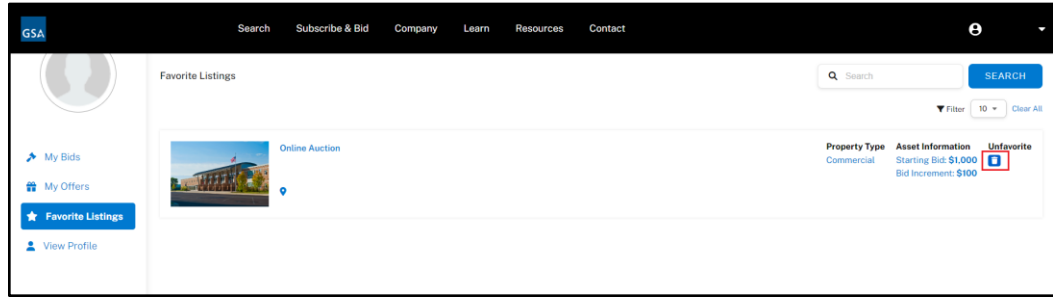 GSA
Search Subscribe & Bid Company Learn Resources Contact
Favorite Listings
Search SEARCH
Filter 10 Clear All
My Bids
My Offers
Favorite Listings
View Profile
Online Auction
Property Type Asset Information Unfavorite
Commercial Starting Bid: $1,000
Bid Increment: $100